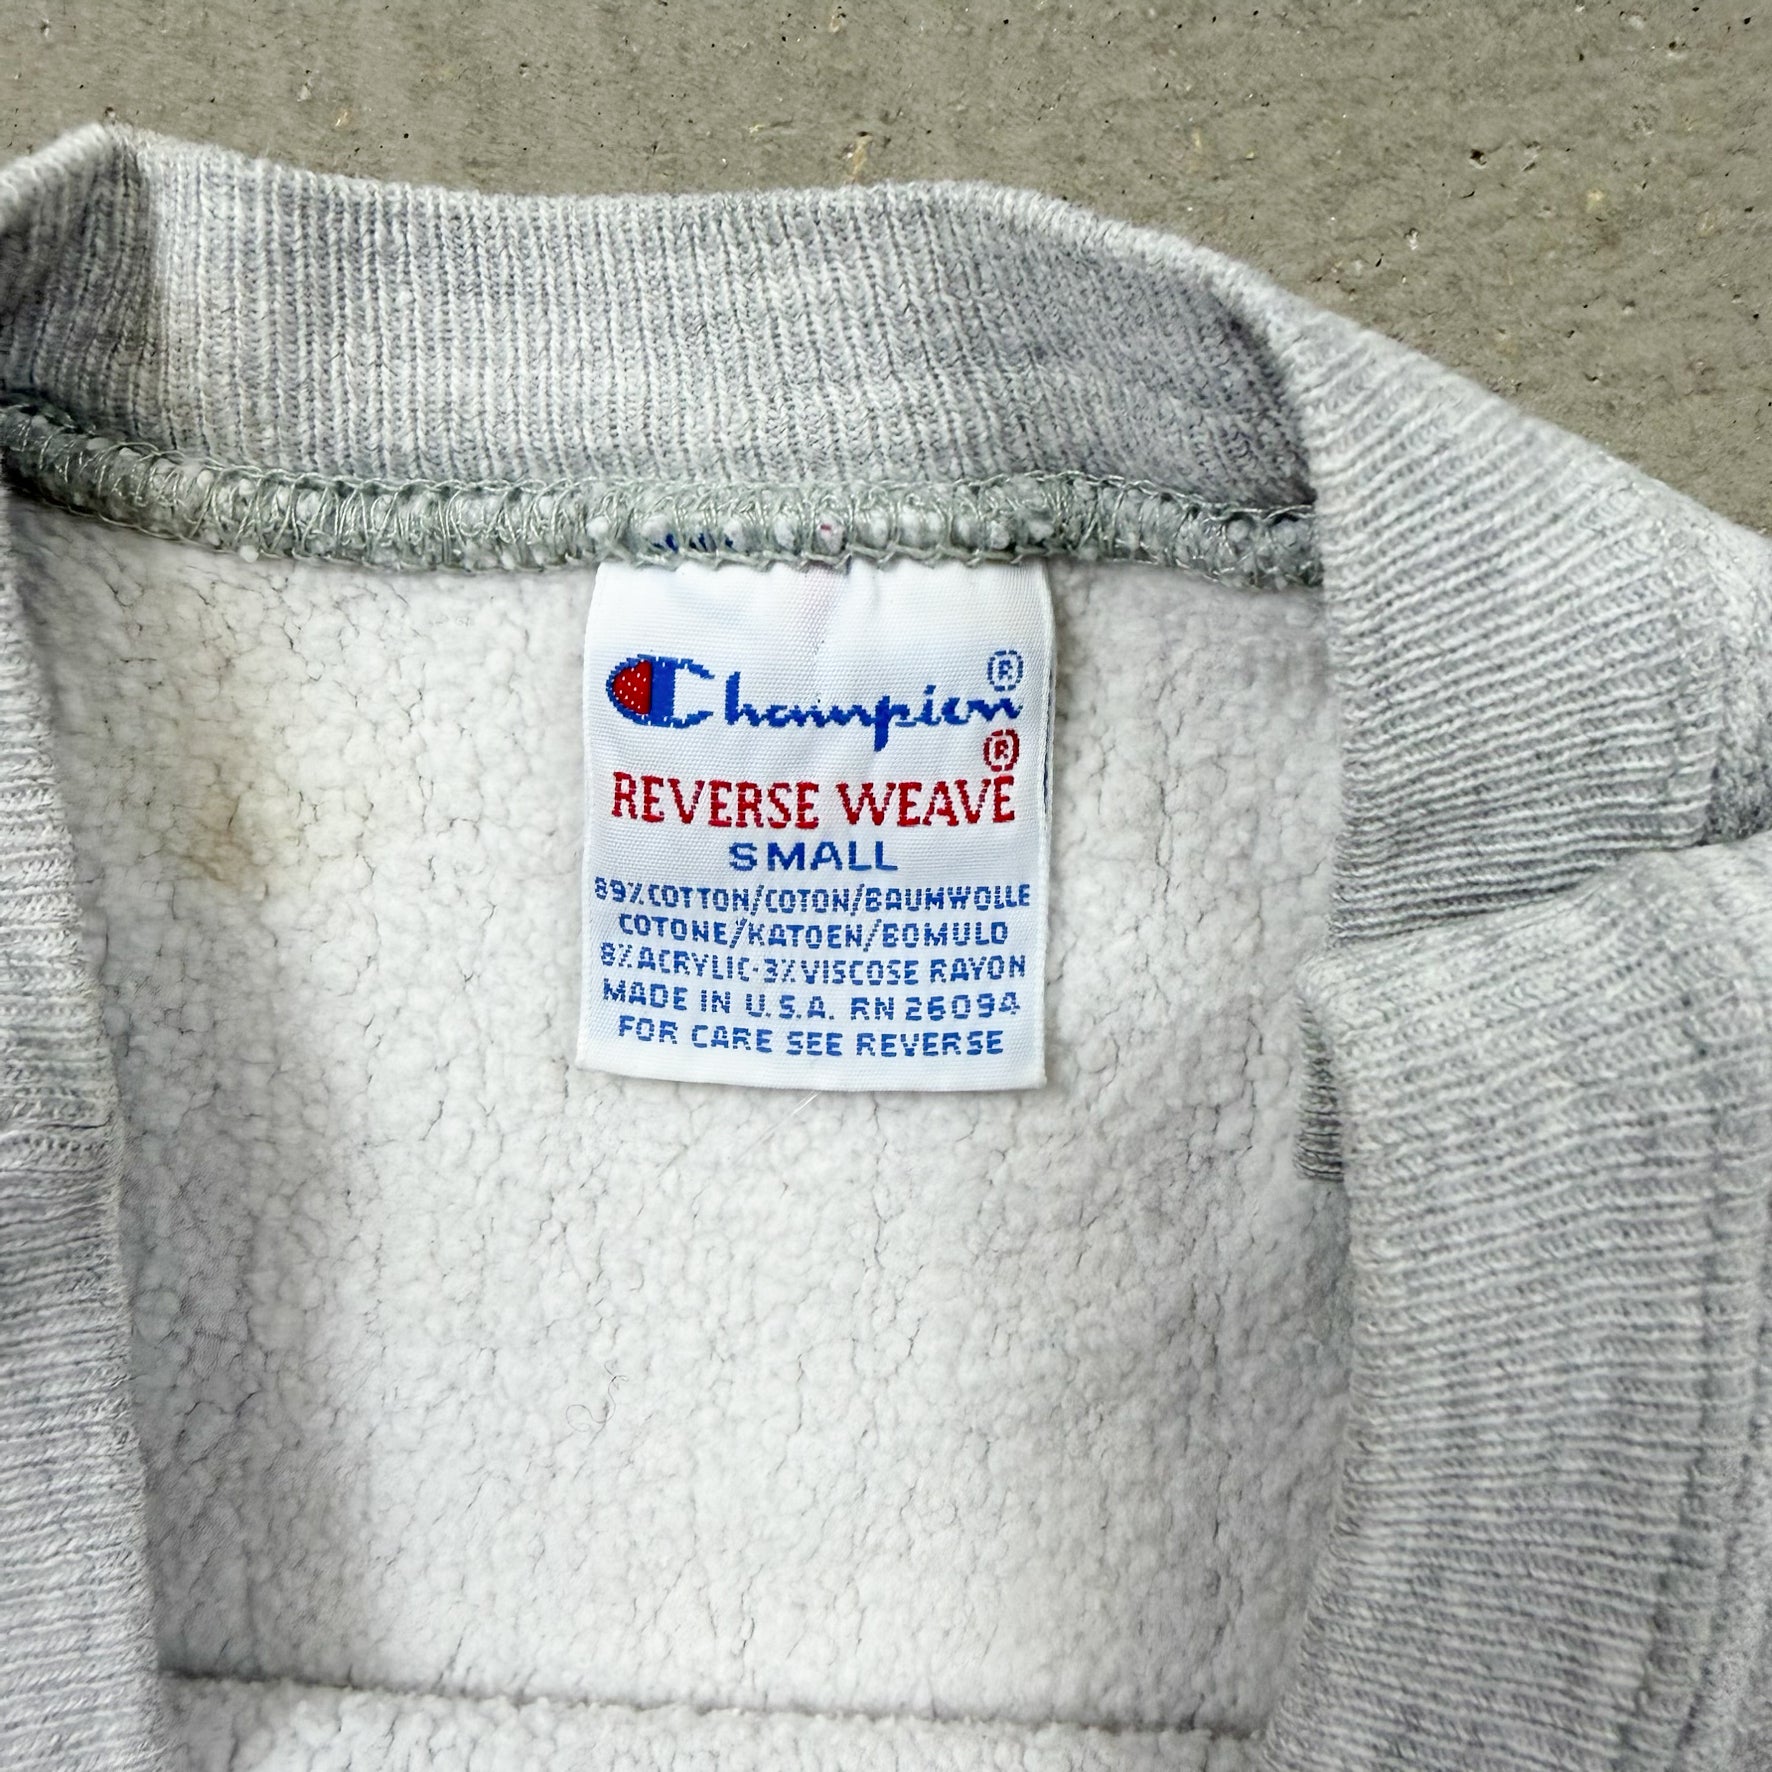 Champion®
®
REVERSE WEAVE
SMALL
89% COTTON/COTON/BAUMWOLLE
COTONE/KATOEN/BOMULD
8% ACRYLIC·3% VISCOSE RAYON
MADE IN U.S.A. RN 26094
FOR CARE SEE REVERSE